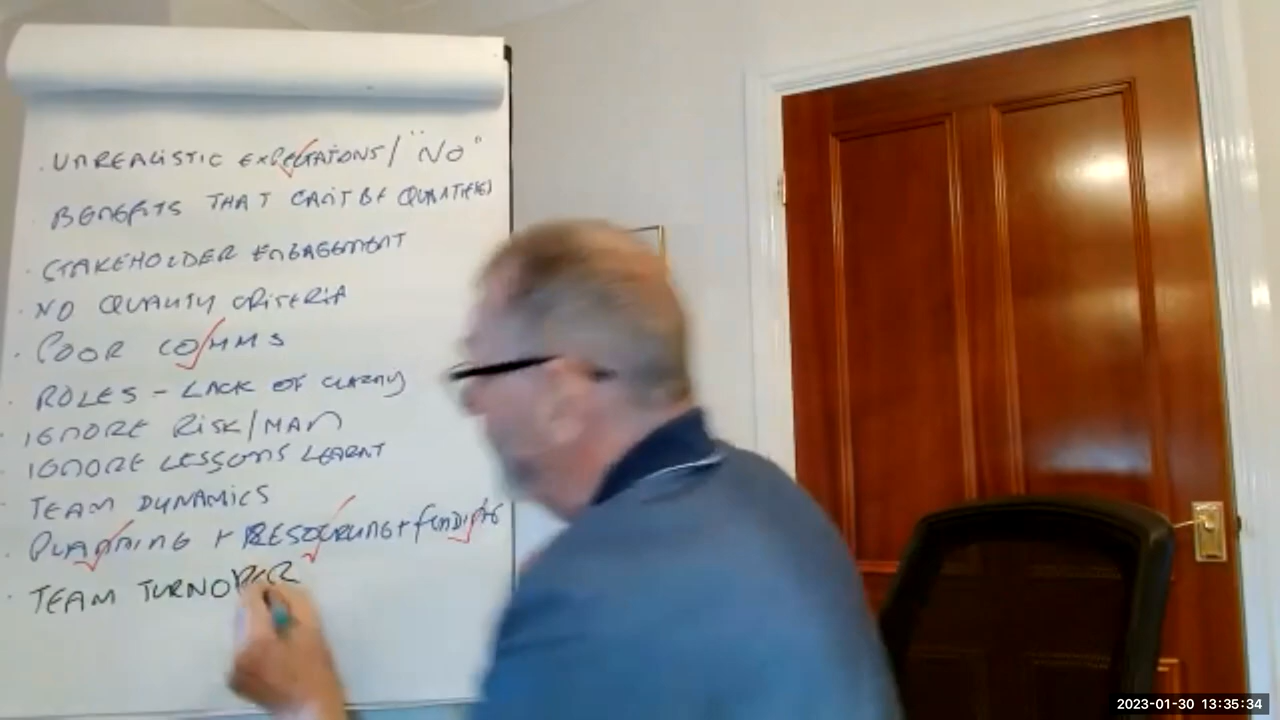 · UNREALISTIC EXPECTATIONS / "NO"
· BENEFITS THAT CAN'T BE QUANTIFIED
· STAKEHOLDER ENGAGEMENT
· NO QUALITY CRITERIA
· POOR COMMS
· ROLES - LACK OF CLARITY
· IGNORE RISK/MAN
· IGNORE LESSONS LEARNT
· TEAM DYNAMICS
· PLANNING + RESOURCING + FUNDING
· TEAM TURNOVER
2023-01-30 13:35:34